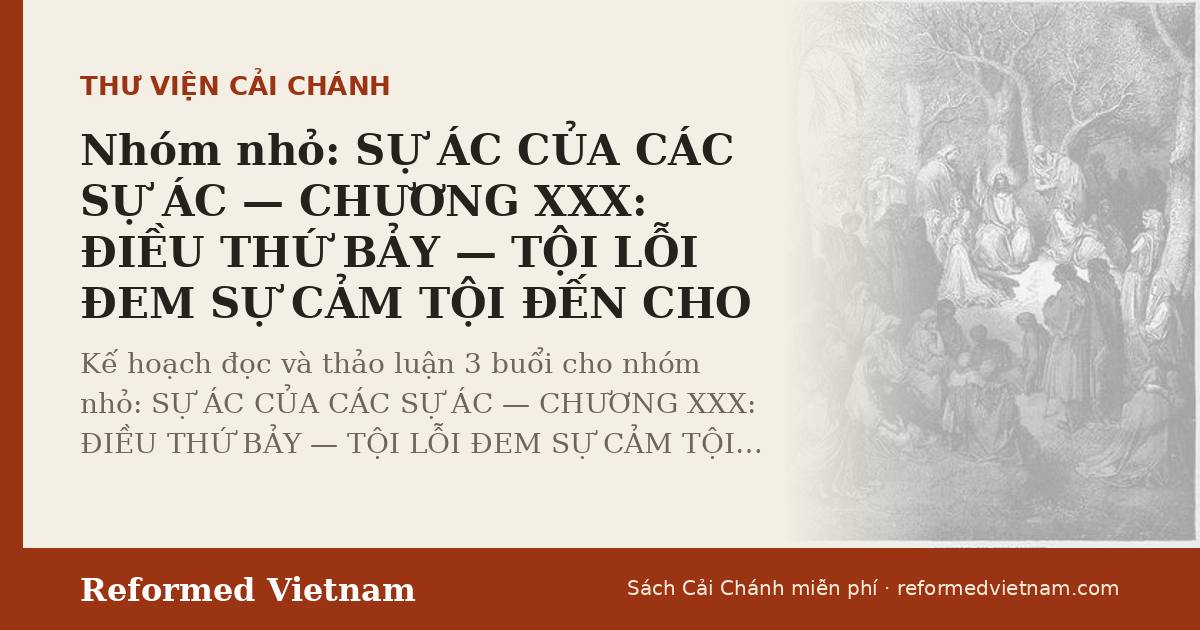 THƯ VIỆN CẢI CHÁNH
Nhóm nhỏ: SỰ ÁC CỦA CÁC
SỰ ÁC — CHƯƠNG XXX:
ĐIỀU THỨ BẢY — TỘI LỖI
ĐEM SỰ CẢM TỘI ĐẾN CHO
Kế hoạch đọc và thảo luận 3 buổi cho nhóm
nhỏ: SỰ ÁC CỦA CÁC SỰ ÁC — CHƯƠNG XXX:
ĐIỀU THỨ BẢY — TỘI LỖI ĐEM SỰ CẢM TỘI...
Reformed Vietnam
Sách Cải Chánh miễn phí · reformedvietnam.com